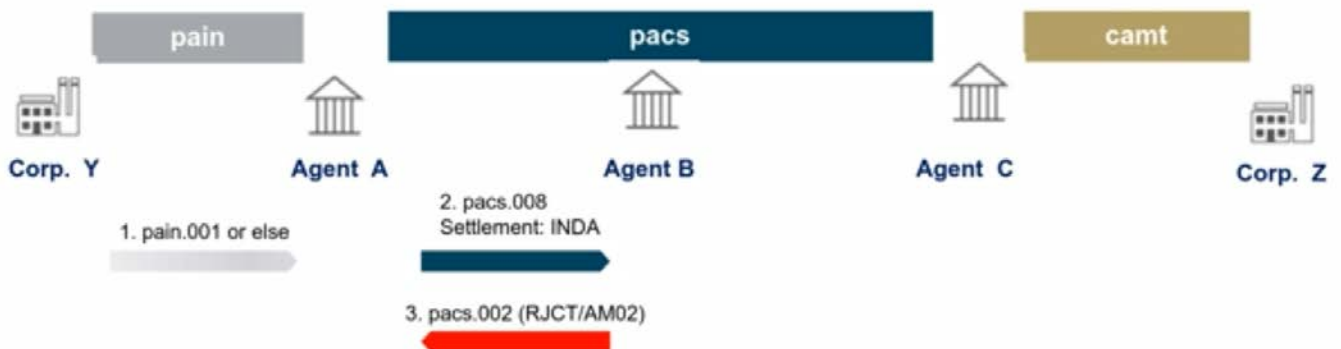 pain
pacs
camt
Corp. Y
Agent A
Agent B
Agent C
Corp. Z
1. pain.001 or else
2. pacs.008
Settlement: INDA
3. pacs.002 (RJCT/AM02)